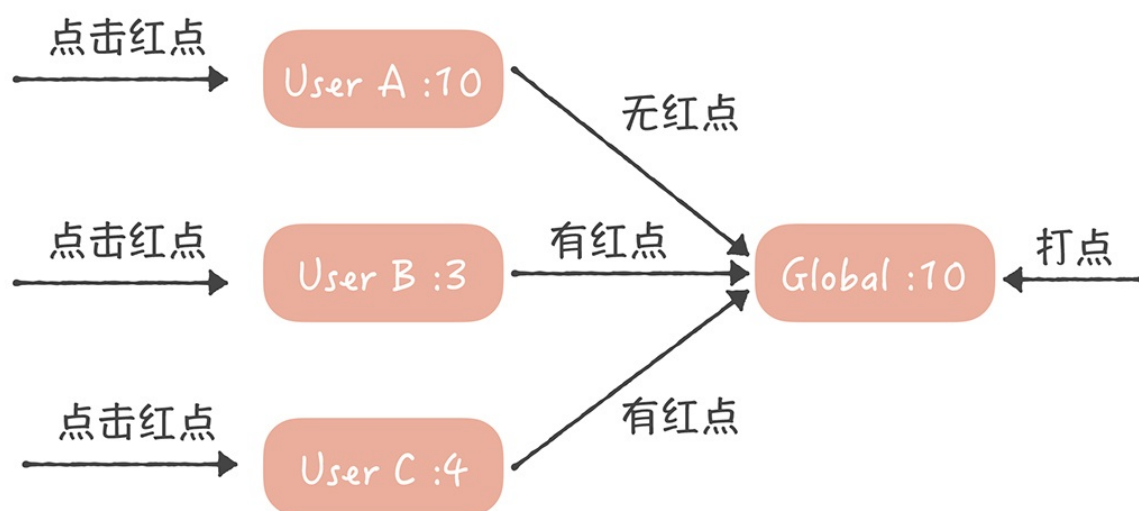 点击红点
User A :10
无红点
点击红点
User B :3
有红点
Global :10
打点
点击红点
User C :4
有红点